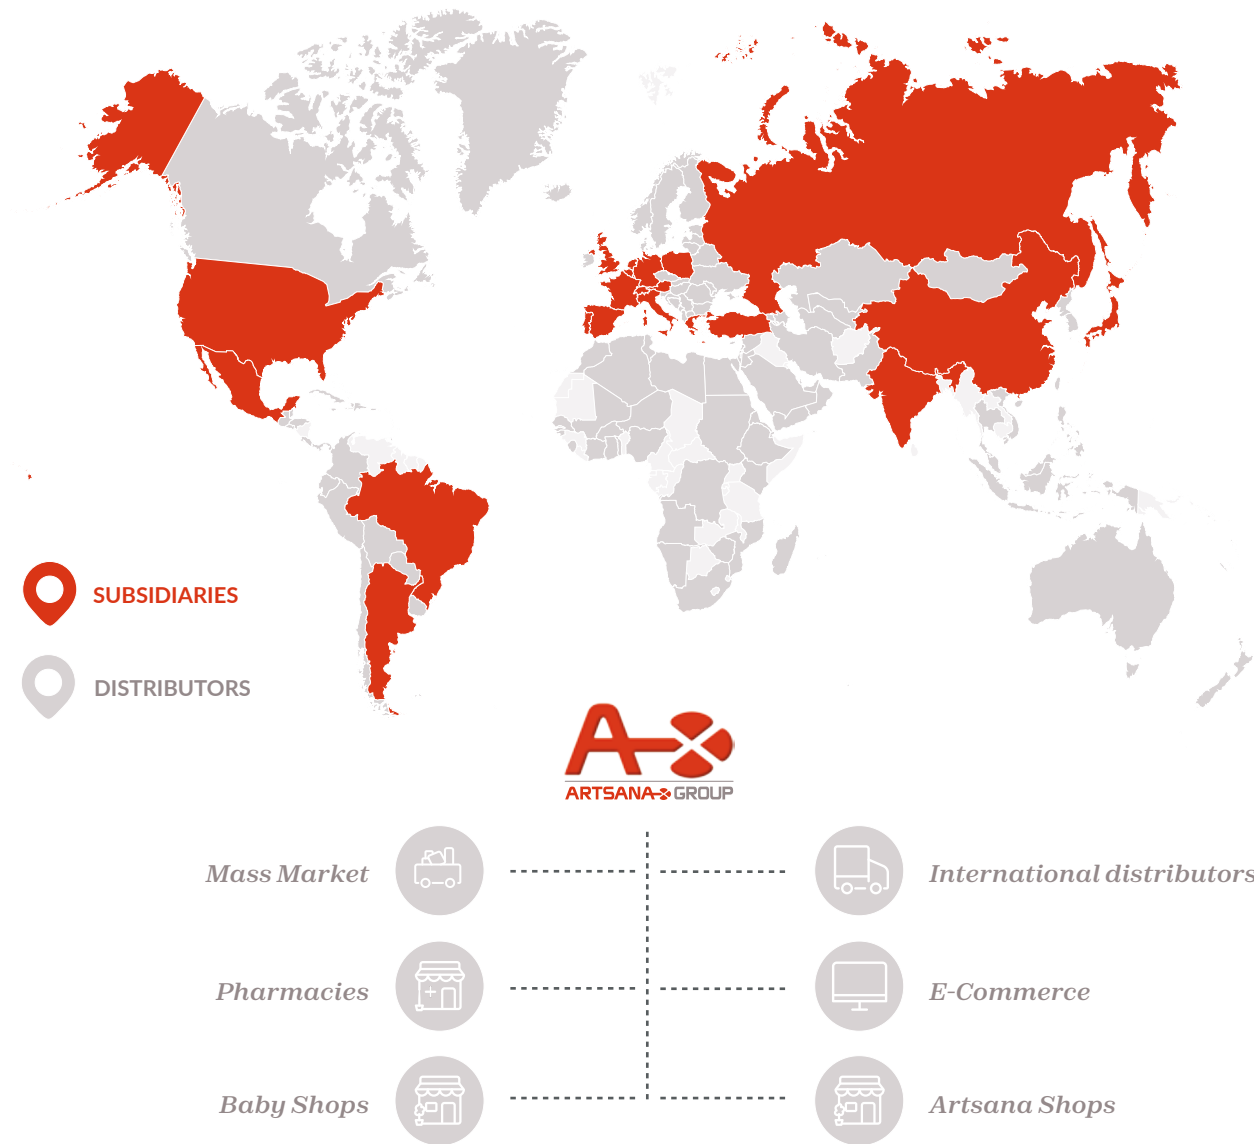 SUBSIDIARIES
DISTRIBUTORS
ARTSANA GROUP
Mass Market
International distributors
Pharmacies
E-Commerce
Baby Shops
Artsana Shops